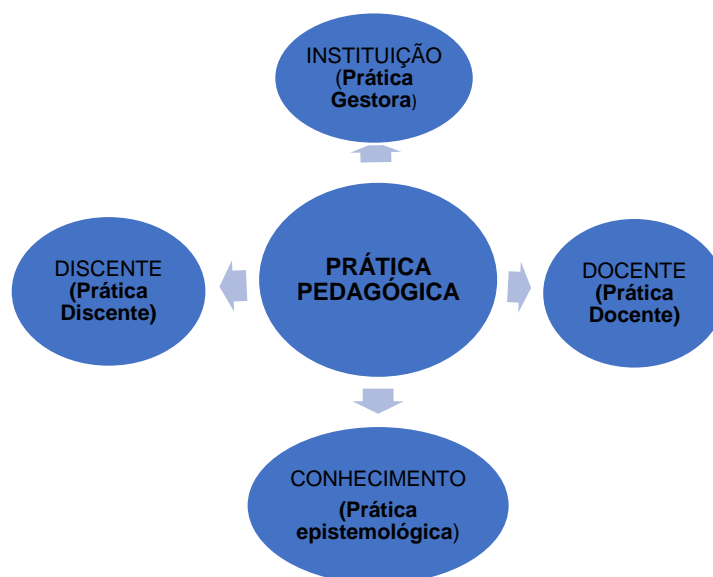 INSTITUIÇÃO
(Prática
Gestora)
DISCENTE
(Prática
Discente)
PRÁTICA
PEDAGÓGICA
DOCENTE
(Prática
Docente)
CONHECIMENTO
(Prática
epistemológica)